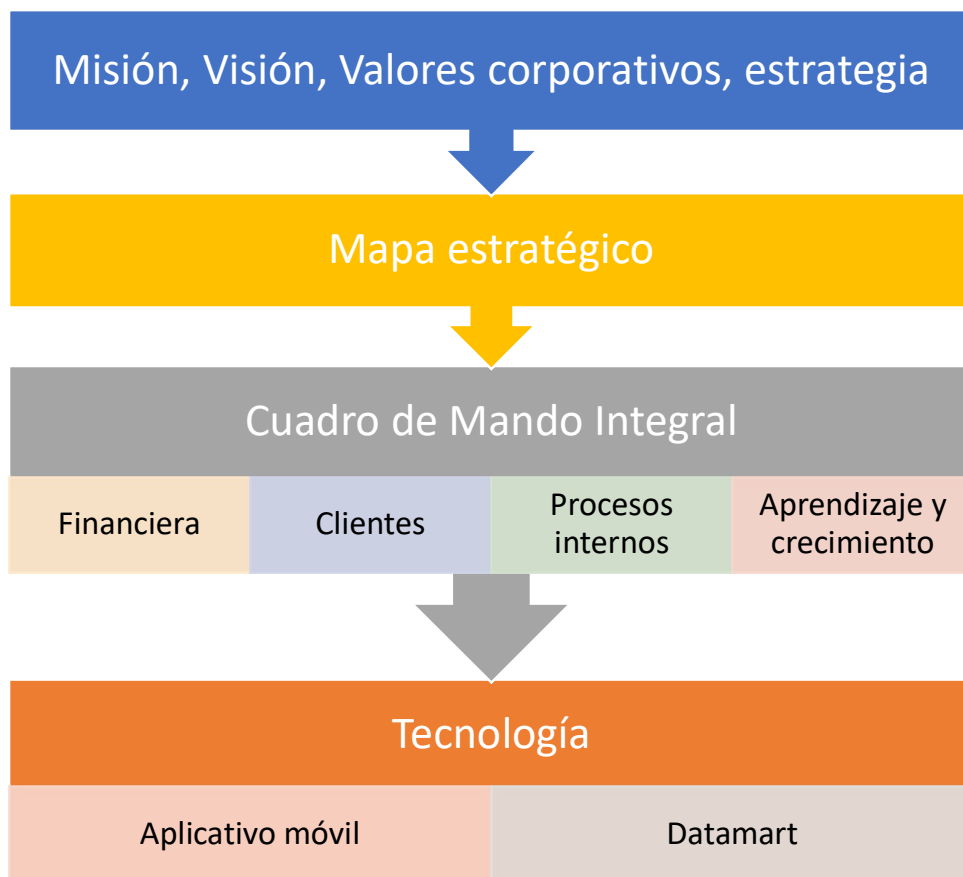 Misión, Visión, Valores corporativos, estrategia
Mapa estratégico
Cuadro de Mando Integral
Financiera
Clientes
Procesos
internos
Aprendizaje y
crecimiento
Tecnología
Aplicativo móvil
Datamart